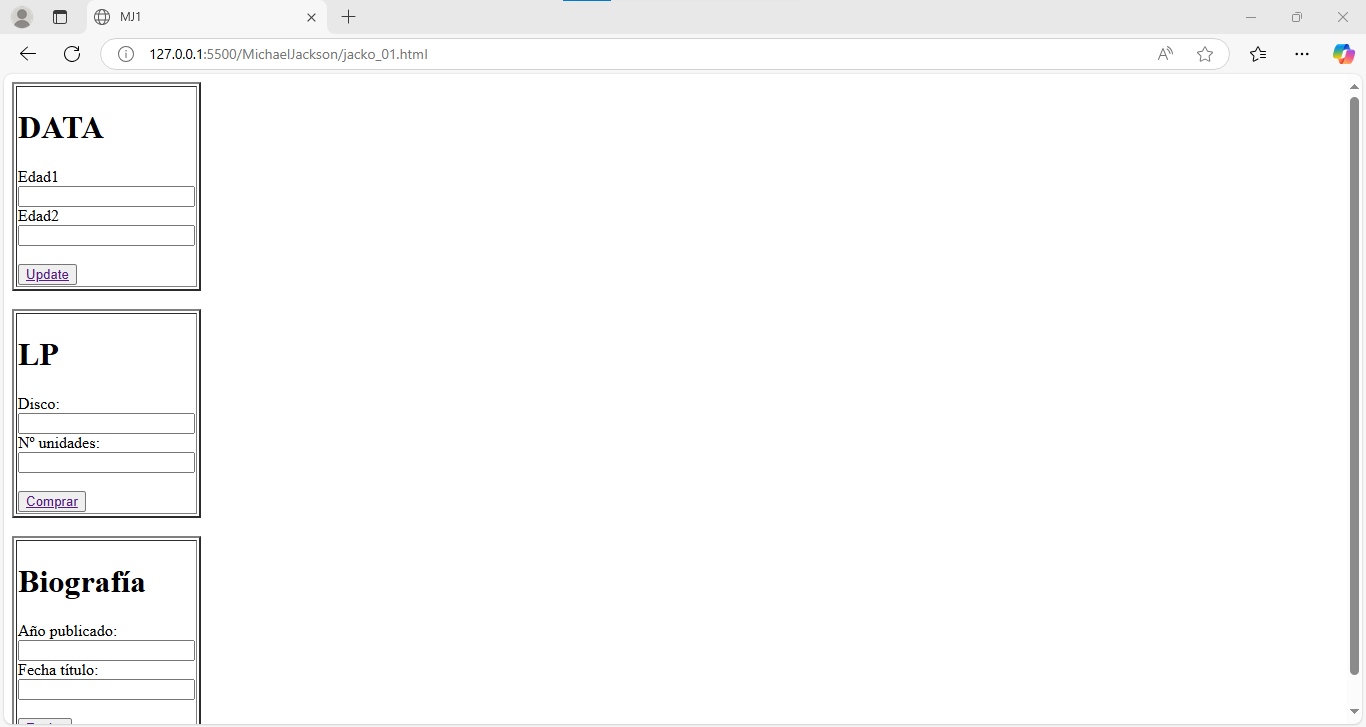 MJ1
127.0.0.1:5500/MichaelJackson/jacko_01.html
DATA
Edad1
Edad2
Update
LP
Disco:
Nº unidades:
Comprar
Biografía
Año publicado:
Fecha título: